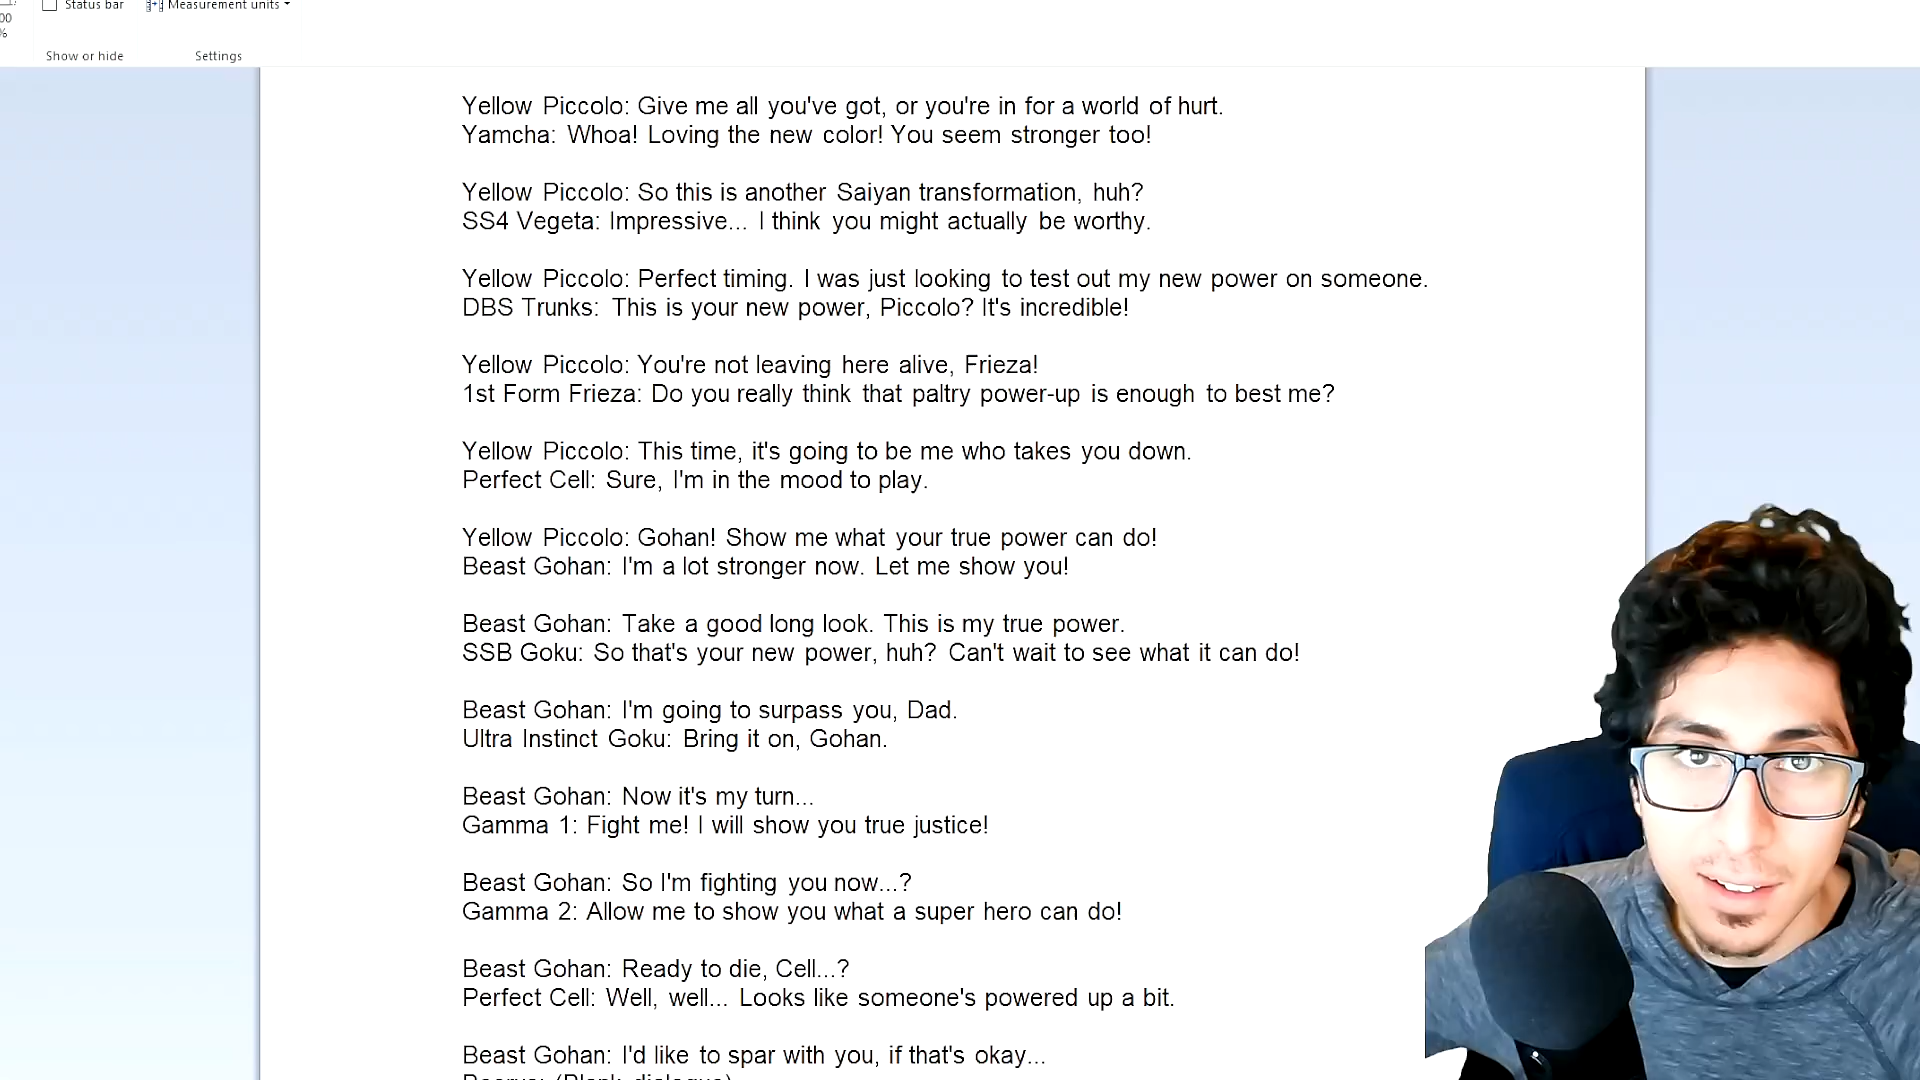 00
%
Status bar
Measurement units
Show or hide
Settings
Yellow Piccolo: Give me all you've got, or you're in for a world of hurt.
Yamcha: Whoa! Loving the new color! You seem stronger too!
Yellow Piccolo: So this is another Saiyan transformation, huh?
SS4 Vegeta: Impressive... I think you might actually be worthy.
Yellow Piccolo: Perfect timing. I was just looking to test out my new power on someone.
DBS Trunks: This is your new power, Piccolo? It's incredible!
Yellow Piccolo: You're not leaving here alive, Frieza!
1st Form Frieza: Do you really think that paltry power-up is enough to best me?
Yellow Piccolo: This time, it's going to be me who takes you down.
Perfect Cell: Sure, I'm in the mood to play.
Yellow Piccolo: Gohan! Show me what your true power can do!
Beast Gohan: I'm a lot stronger now. Let me show you!
Beast Gohan: Take a good long look. This is my true power.
SSB Goku: So that's your new power, huh? Can't wait to see what it can do!
Beast Gohan: I'm going to surpass you, Dad.
Ultra Instinct Goku: Bring it on, Gohan.
Beast Gohan: Now it's my turn...
Gamma 1: Fight me! I will show you true justice!
Beast Gohan: So I'm fighting you now...?
Gamma 2: Allow me to show you what a super hero can do!
Beast Gohan: Ready to die, Cell...?
Perfect Cell: Well, well... Looks like someone's powered up a bit.
Beast Gohan: I'd like to spar with you, if that's okay...